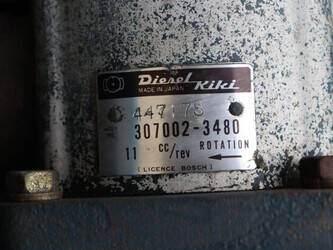 Diesel Kiki
MADE IN JAPAN
447175
307002-3480
11 CC/rev ROTATION
[LICENCE BOSCH]